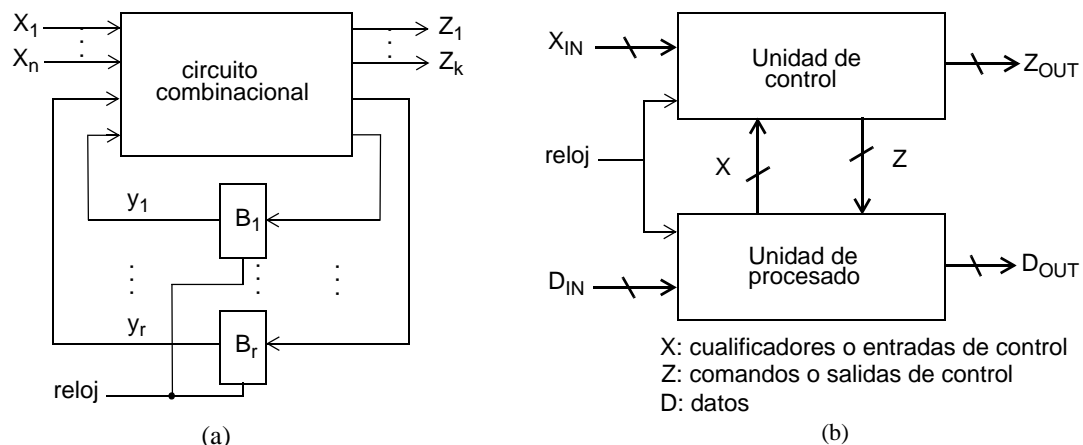 X1
Xn
circuito
combinacional
Z1
Zk
y1
B1
yr
Br
reloj
(a)
XIN
Unidad de
control
ZOUT
reloj
X
Z
DIN
Unidad de
procesado
DOUT
X: cualificadores o entradas de control
Z: comandos o salidas de control
D: datos
(b)